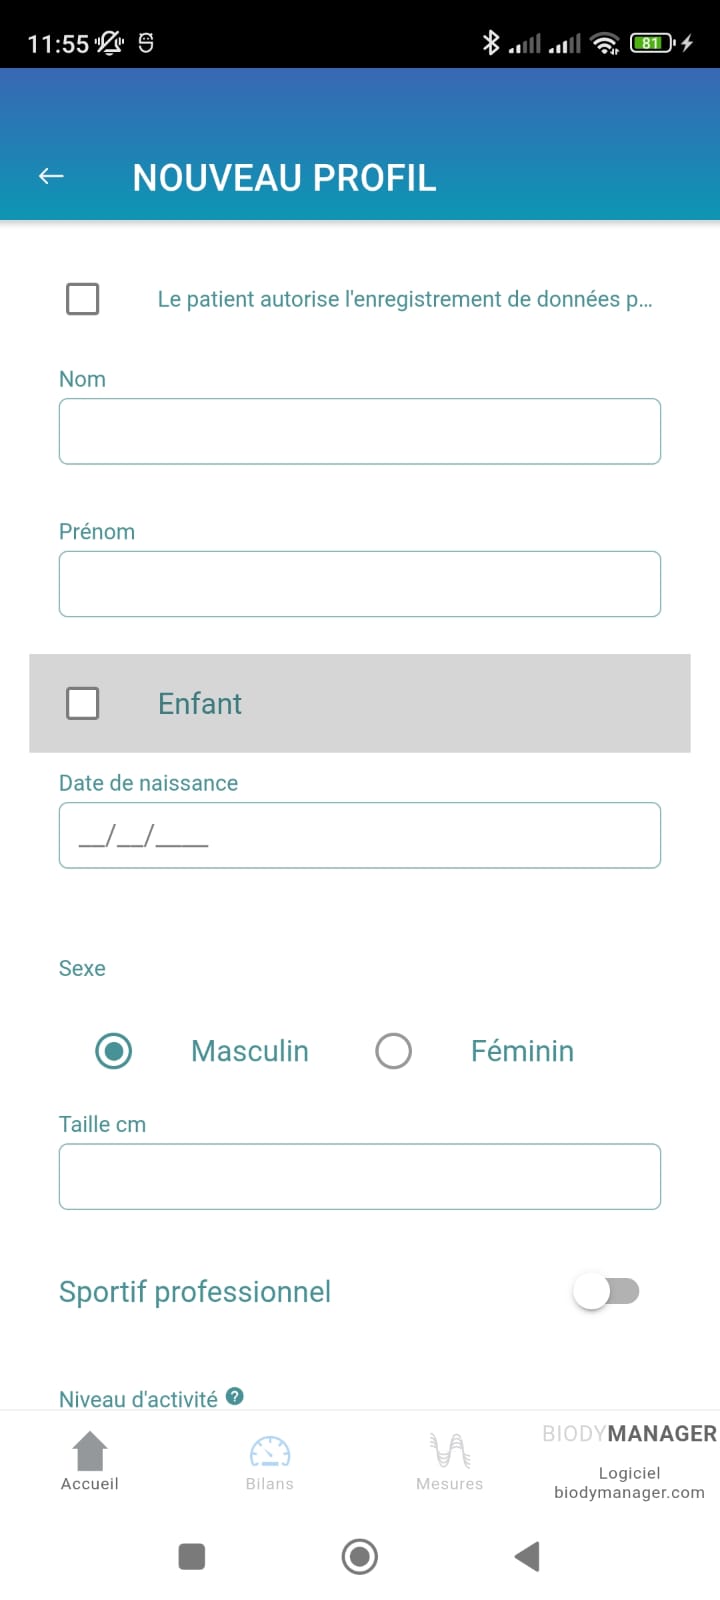 11:55
81
NOUVEAU PROFIL
Le patient autorise l'enregistrement de données p...
Nom
Prénom
Enfant
Date de naissance
__/__/____
Sexe
Masculin
Féminin
Taille cm
Sportif professionnel
Niveau d'activité ?
BIODYMANAGER
Logiciel
biodymanager.com
Accueil
Bilans
Mesures